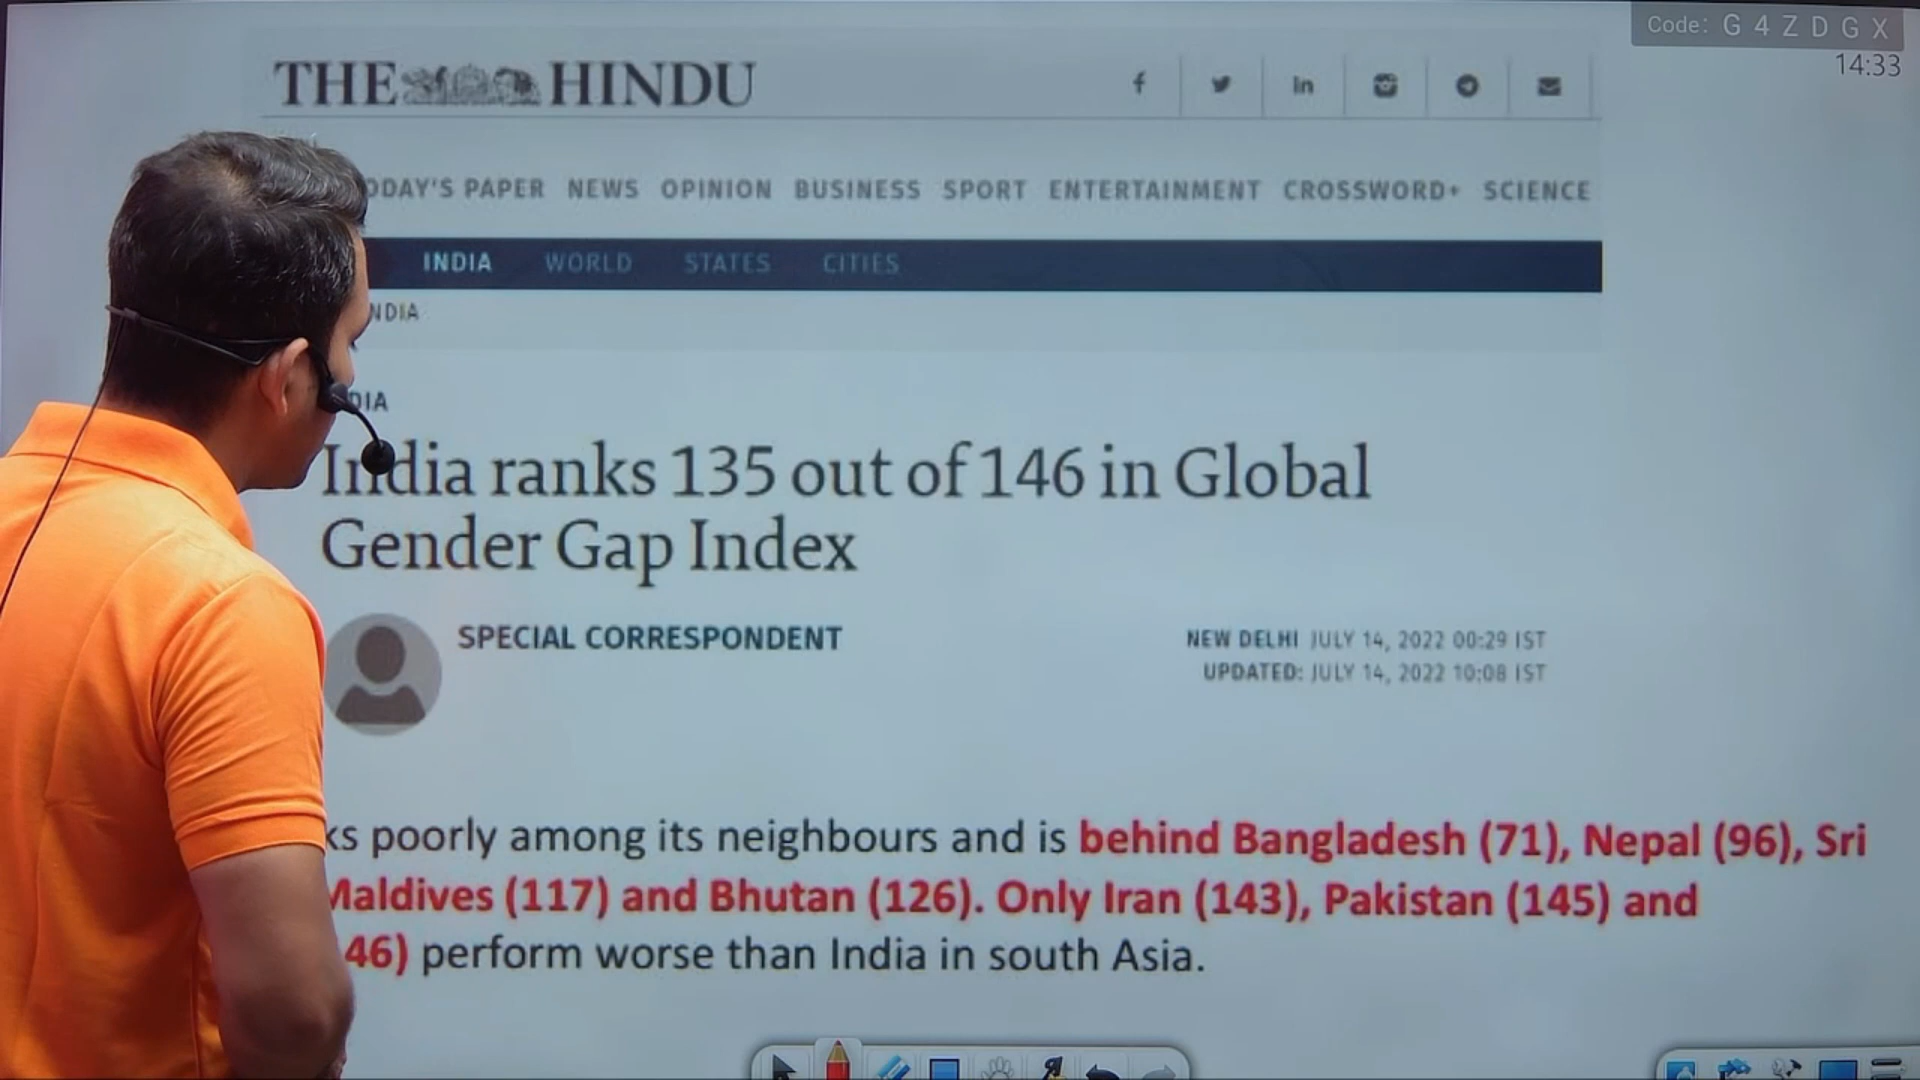 Code: G4ZDGX
14:33
THE HINDU
ODAY'S PAPER NEWS OPINION BUSINESS SPORT ENTERTAINMENT CROSSWORD+ SCIENCE
INDIA WORLD STATES CITIES
NDIA
DIA
India ranks 135 out of 146 in Global
Gender Gap Index
SPECIAL CORRESPONDENT
NEW DELHI JULY 14, 2022 00:29 IST
UPDATED: JULY 14, 2022 10:08 IST
ks poorly among its neighbours and is behind Bangladesh (71), Nepal (96), Sri
Maldives (117) and Bhutan (126). Only Iran (143), Pakistan (145) and
46) perform worse than India in south Asia.